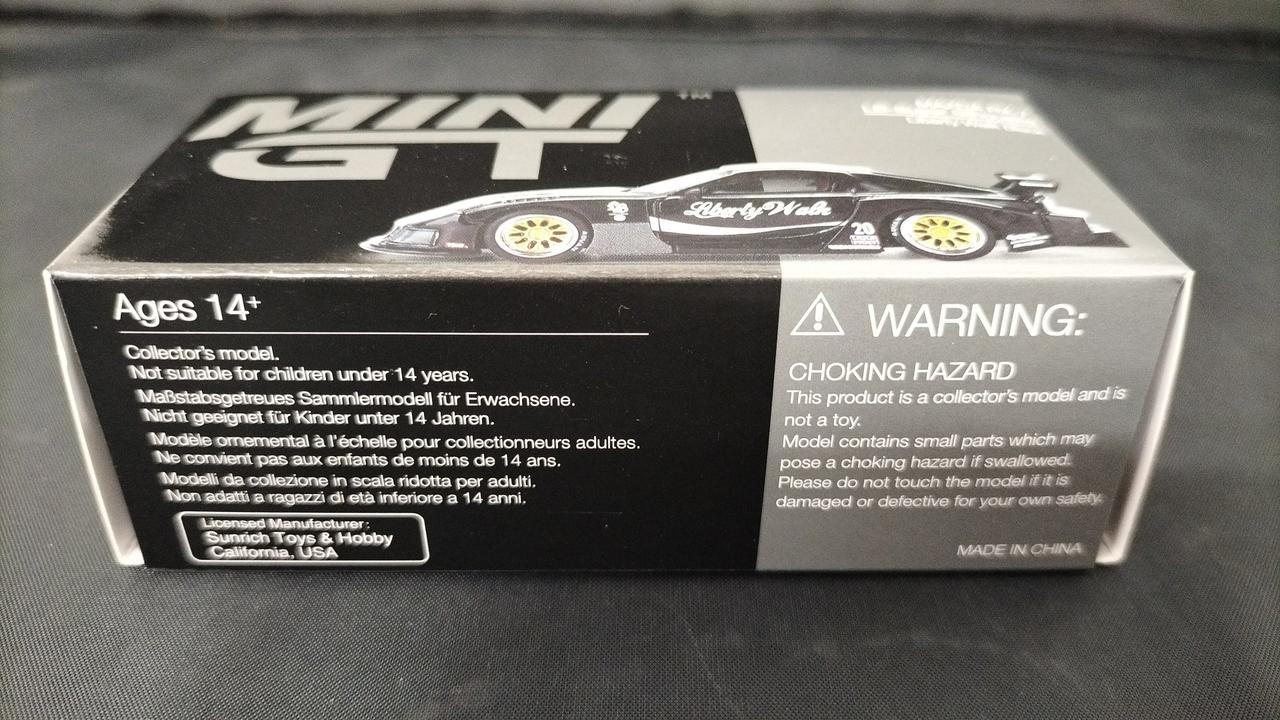 MINI
GT
Liberty Walk
20
Ages 14+
Collector's model.
Not suitable for children under 14 years.
Maßstabsgetreues Sammlermodell für Erwachsene.
Nicht geeignet für Kinder unter 14 Jahren.
Modèle ornemental à l'échelle pour collectionneurs adultes.
Ne convient pas aux enfants de moins de 14 ans.
Modelli da collezione in scala ridotta per adulti.
Non adatti a ragazzi di età inferiore a 14 anni.
Licensed Manufacturer:
Sunrich Toys & Hobby
California, USA
WARNING:
CHOKING HAZARD
This product is a collector's model and is
not a toy.
Model contains small parts which may
pose a choking hazard if swallowed.
Please do not touch the model if it is
damaged or defective for your own safety.
MADE IN CHINA